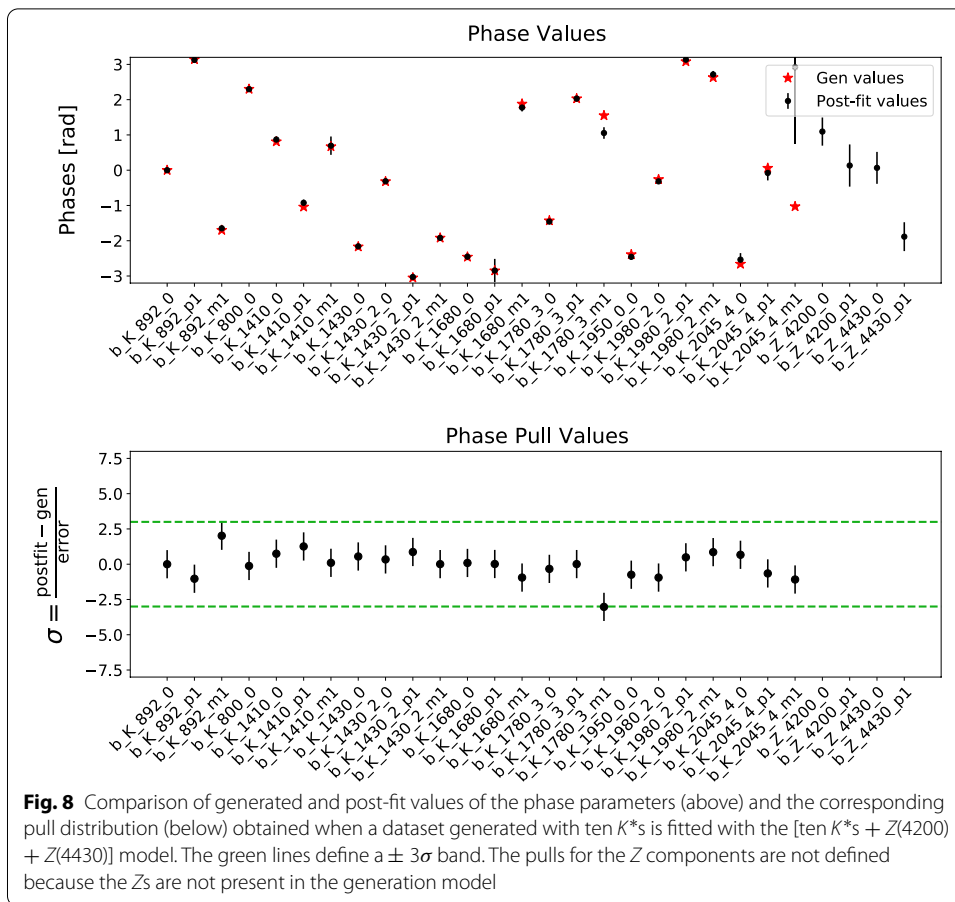 Phase Values
Phases [rad]
3
2
1
0
−1
−2
−3
Gen values
Post-fit values
b_K_892_0
b_K_892_p1
b_K_892_m1
b_K_800_0
b_K_1410_0
b_K_1410_p1
b_K_1410_m1
b_K_1430_0
b_K_1430_2_0
b_K_1430_2_p1
b_K_1430_2_m1
b_K_1680_0
b_K_1680_p1
b_K_1680_m1
b_K_1780_3_0
b_K_1780_3_p1
b_K_1780_3_m1
b_K_1950_0_0
b_K_1980_2_0
b_K_1980_2_p1
b_K_1980_2_m1
b_K_2045_4_0
b_K_2045_4_p1
b_K_2045_4_m1
b_Z_4200_0
b_Z_4200_p1
b_Z_4430_0
b_Z_4430_p1
Phase Pull Values
σ = postfit − gen
error
7.5
5.0
2.5
0.0
−2.5
−5.0
−7.5
b_K_892_0
b_K_892_p1
b_K_892_m1
b_K_800_0
b_K_1410_0
b_K_1410_p1
b_K_1410_m1
b_K_1430_0
b_K_1430_2_0
b_K_1430_2_p1
b_K_1430_2_m1
b_K_1680_0
b_K_1680_p1
b_K_1680_m1
b_K_1780_3_0
b_K_1780_3_p1
b_K_1780_3_m1
b_K_1950_0_0
b_K_1980_2_0
b_K_1980_2_p1
b_K_1980_2_m1
b_K_2045_4_0
b_K_2045_4_p1
b_K_2045_4_m1
b_Z_4200_0
b_Z_4200_p1
b_Z_4430_0
b_Z_4430_p1
Fig. 8 Comparison of generated and post-fit values of the phase parameters (above) and the corresponding
pull distribution (below) obtained when a dataset generated with ten K*s is fitted with the [ten K*s + Z(4200)
+ Z(4430)] model. The green lines define a ± 3σ band. The pulls for the Z components are not defined
because the Zs are not present in the generation model